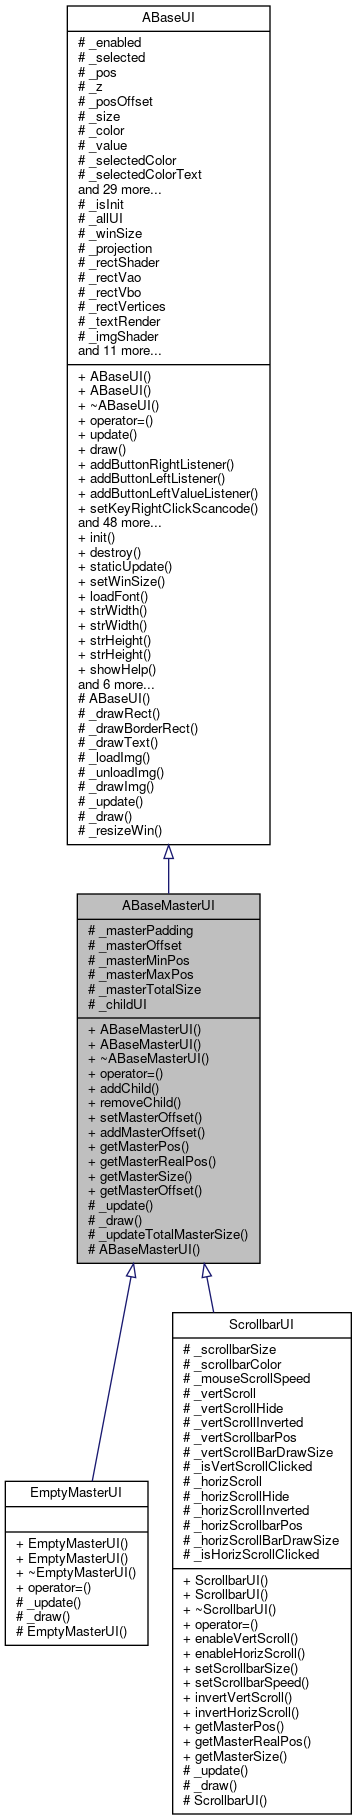 ABaseUI
# _enabled
# _selected
# _pos
# _z
# _posOffset
# _size
# _color
# _value
# _selectedColor
# _selectedColorText
and 29 more...
# _isInit
# _allUI
# _winSize
# _projection
# _rectShader
# _rectVao
# _rectVbo
# _rectVertices
# _textRender
# _imgShader
and 11 more...
+ ABaseUI()
+ ABaseUI()
+ ~ABaseUI()
+ operator=()
+ update()
+ draw()
+ addButtonRightListener()
+ addButtonLeftListener()
+ addButtonLeftValueListener()
+ setKeyRightClickScancode()
and 48 more...
+ init()
+ destroy()
+ staticUpdate()
+ setWinSize()
+ loadFont()
+ strWidth()
+ strWidth()
+ strHeight()
+ strHeight()
+ showHelp()
and 6 more...
# ABaseUI()
# _drawRect()
# _drawBorderRect()
# _drawText()
# _loadImg()
# _unloadImg()
# _drawImg()
# _update()
# _draw()
# _resizeWin()
ABaseMasterUI
# _masterPadding
# _masterOffset
# _masterMinPos
# _masterMaxPos
# _masterTotalSize
# _childUI
+ ABaseMasterUI()
+ ABaseMasterUI()
+ ~ABaseMasterUI()
+ operator=()
+ addChild()
+ removeChild()
+ setMasterOffset()
+ addMasterOffset()
+ getMasterPos()
+ getMasterRealPos()
+ getMasterSize()
+ getMasterOffset()
# _update()
# _draw()
# _updateTotalMasterSize()
# ABaseMasterUI()
ScrollbarUI
# _scrollbarSize
# _scrollbarColor
# _mouseScrollSpeed
# _vertScroll
# _vertScrollHide
# _vertScrollInverted
# _vertScrollbarPos
# _vertScrollBarDrawSize
# _isVertScrollClicked
# _horizScroll
# _horizScrollHide
# _horizScrollInverted
# _horizScrollbarPos
# _horizScrollBarDrawSize
# _isHorizScrollClicked
+ ScrollbarUI()
+ ScrollbarUI()
+ ~ScrollbarUI()
+ operator=()
+ enableVertScroll()
+ enableHorizScroll()
+ setScrollbarSize()
+ setScrollbarSpeed()
+ invertVertScroll()
+ invertHorizScroll()
+ getMasterPos()
+ getMasterRealPos()
+ getMasterSize()
# _update()
# _draw()
# ScrollbarUI()
EmptyMasterUI
+ EmptyMasterUI()
+ EmptyMasterUI()
+ ~EmptyMasterUI()
+ operator=()
# _update()
# _draw()
# EmptyMasterUI()